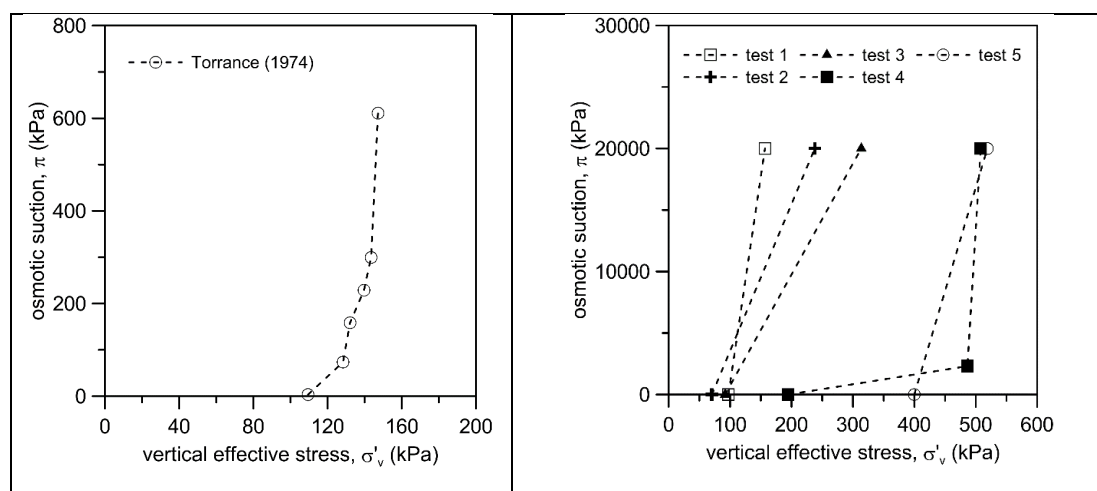 800
600
400
200
0
osmotic suction, π (kPa)
Torrance (1974)
0 40 80 120 160 200
vertical effective stress, σ'v (kPa)
30000
20000
10000
0
osmotic suction, π (kPa)
test 1 test 3 test 5
test 2 test 4
0 100 200 300 400 500 600
vertical effective stress, σ'v (kPa)